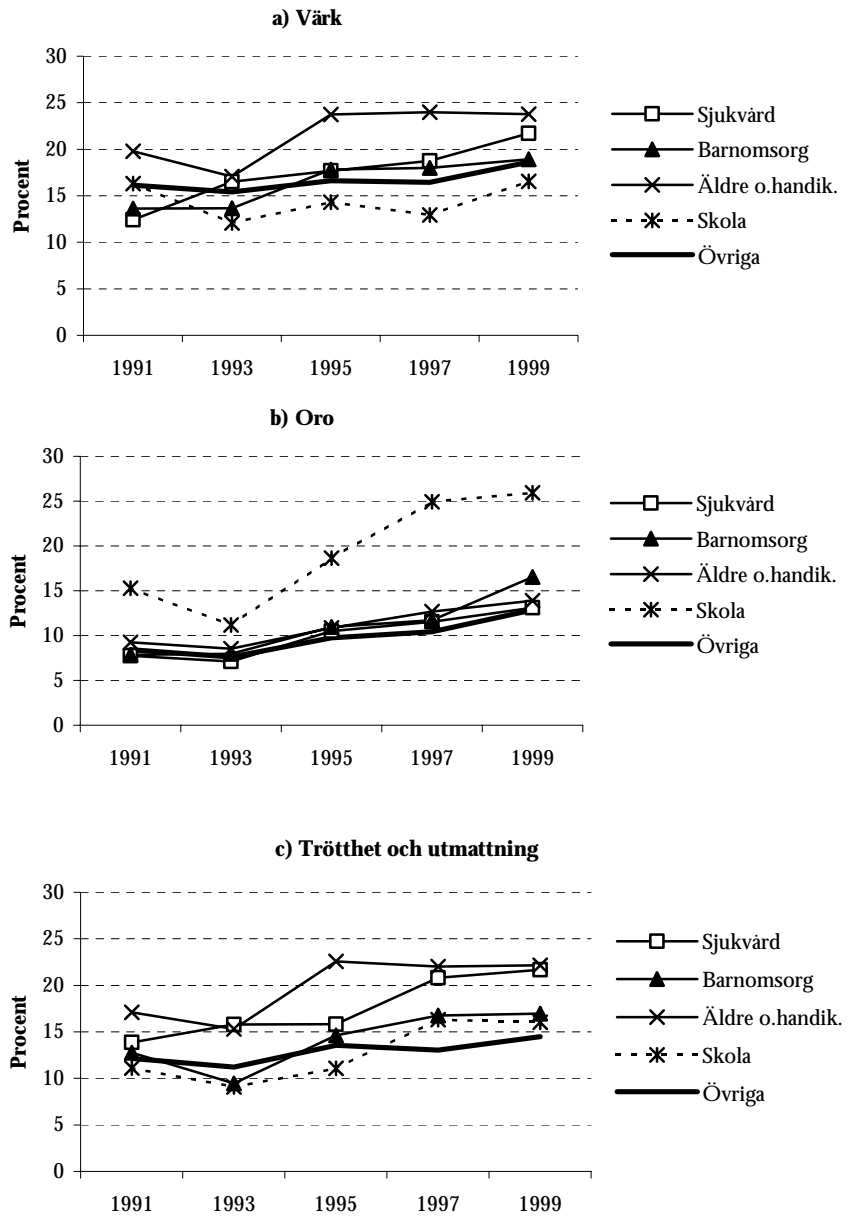 a) Värk
30
25
20
15
10
5
0
Procent
1991 1993 1995 1997 1999
Sjukvård
Barnomsorg
Äldre o.handik.
Skola
Övriga
b) Oro
30
25
20
15
10
5
0
Procent
1991 1993 1995 1997 1999
Sjukvård
Barnomsorg
Äldre o.handik.
Skola
Övriga
c) Trötthet och utmattning
30
25
20
15
10
5
0
Procent
1991 1993 1995 1997 1999
Sjukvård
Barnomsorg
Äldre o.handik.
Skola
Övriga